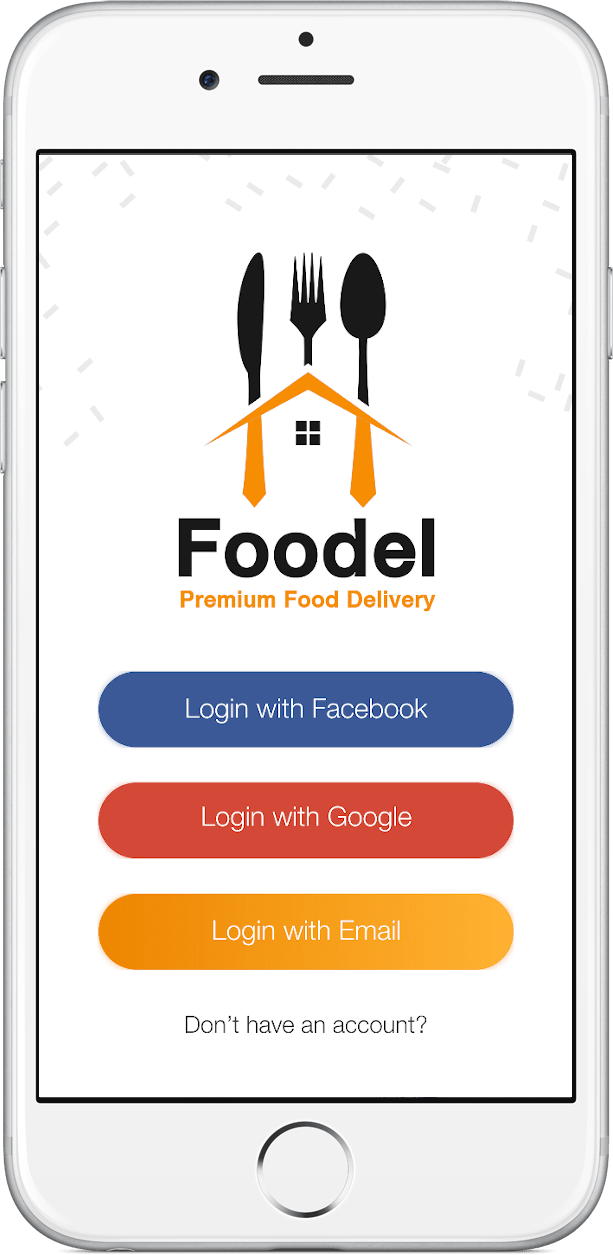 Foodel
Premium Food Delivery
Login with Facebook
Login with Google
Login with Email
Don't have an account?